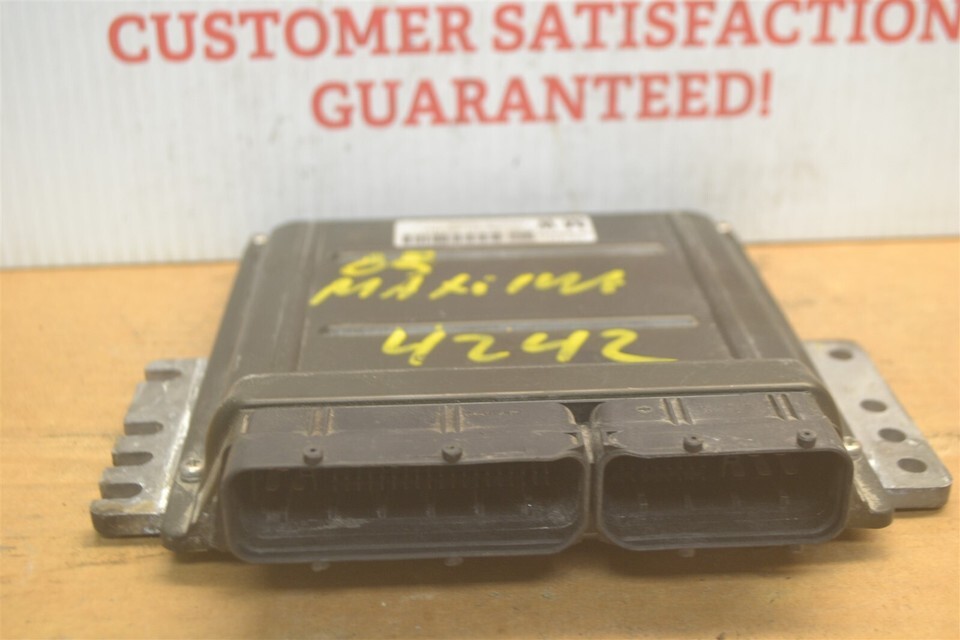 CUSTOMER SATISFACTION
GUARANTEED!
08
MAXIMA
4242